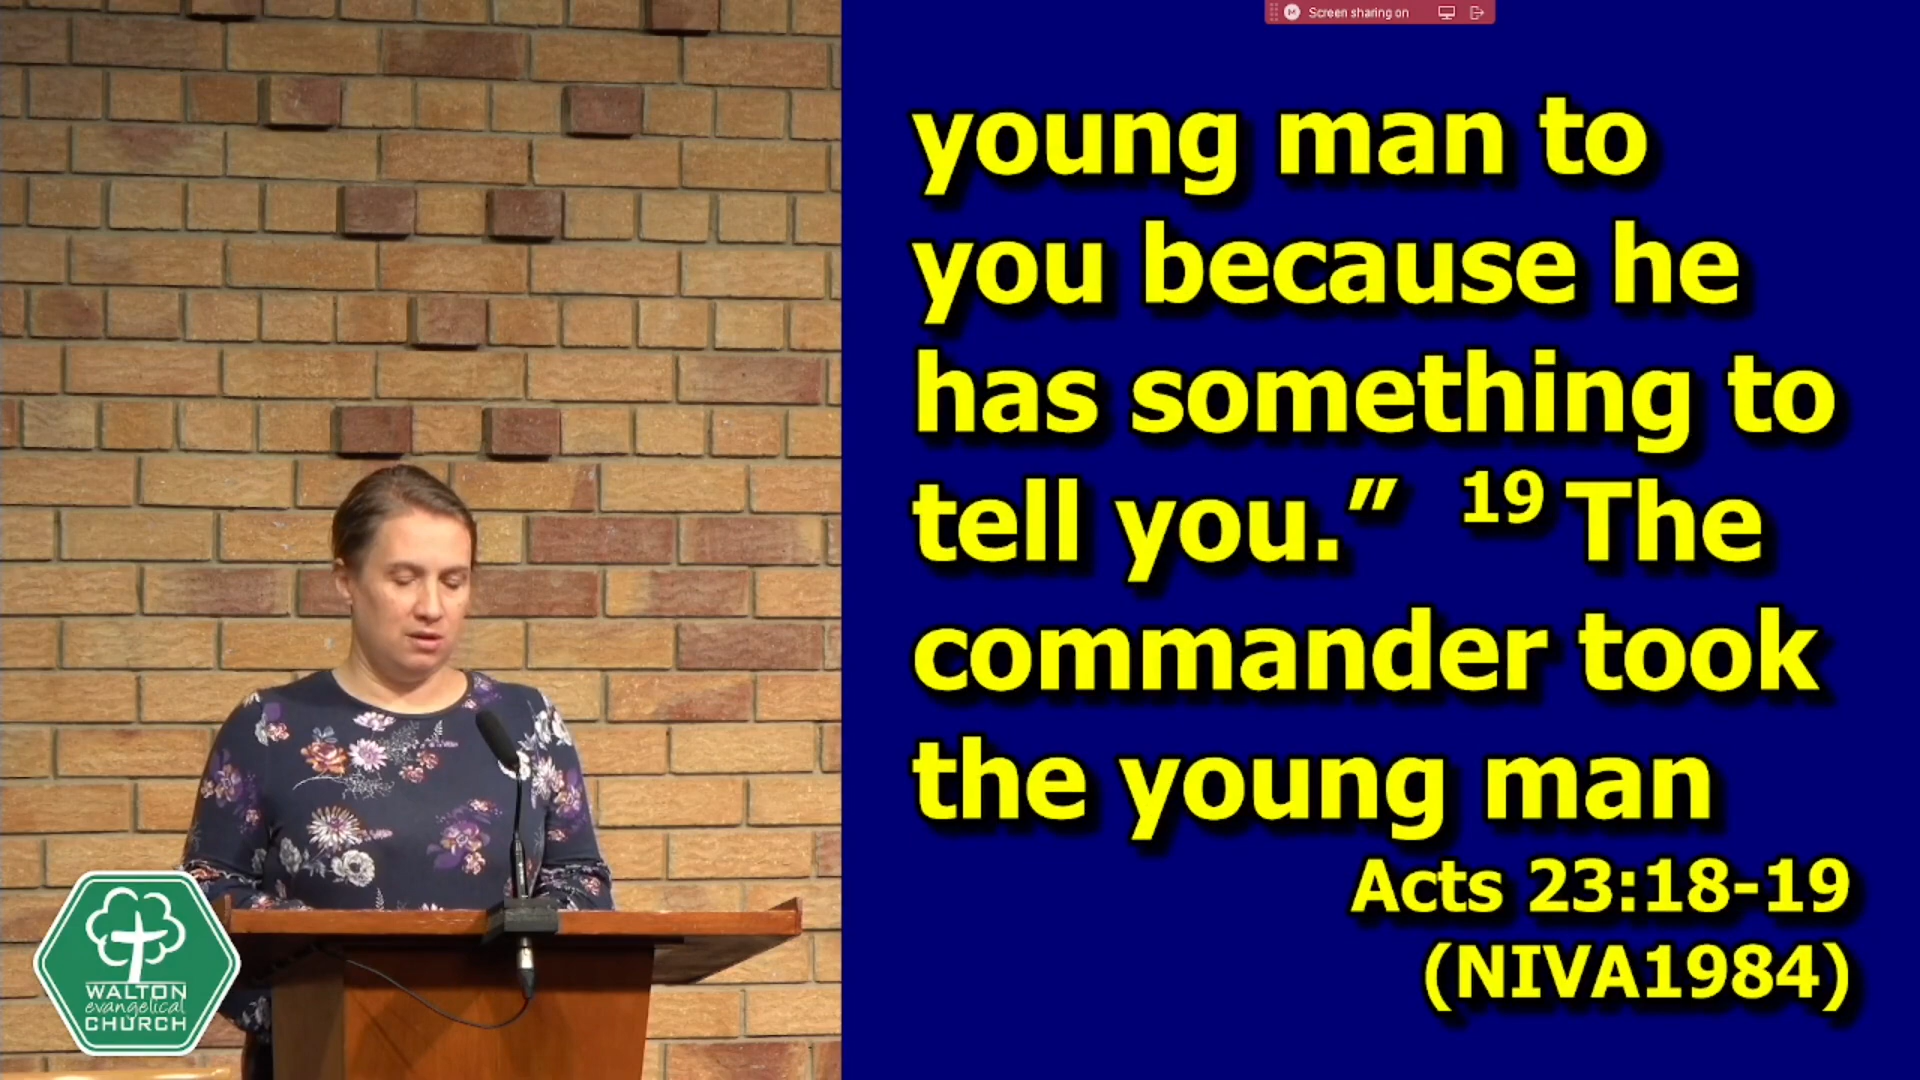 Screen sharing on
young man to
you because he
has something to
tell you.” 19 The
commander took
the young man
Acts 23:18-19
(NIVA1984)
WALTON
evangelical
CHURCH